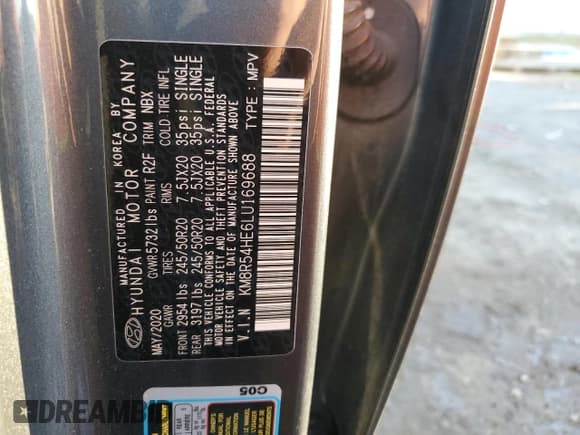 MANUFACTURED IN KOREA BY
HYUNDAI MOTOR COMPANY
MAY/2020 GVWR 5732lbs PAINT R2F TRIM NBX
GAWR TIRES RIMS COLD TIRE INFL
FRONT 2954 lbs 245/50R20 7.5JX20 35psi SINGLE
REAR 3197 lbs 245/50R20 7.5JX20 35psi SINGLE
THIS VEHICLE CONFORMS TO ALL APPLICABLE U.S.A. FEDERAL
MOTOR VEHICLE SAFETY AND THEFT PREVENTION STANDARDS
IN EFFECT ON THE DATE OF MANUFACTURE SHOWN ABOVE
V.I.N KM8R54HE6LU169688 TYPE : MPV
C05
DREAMBID